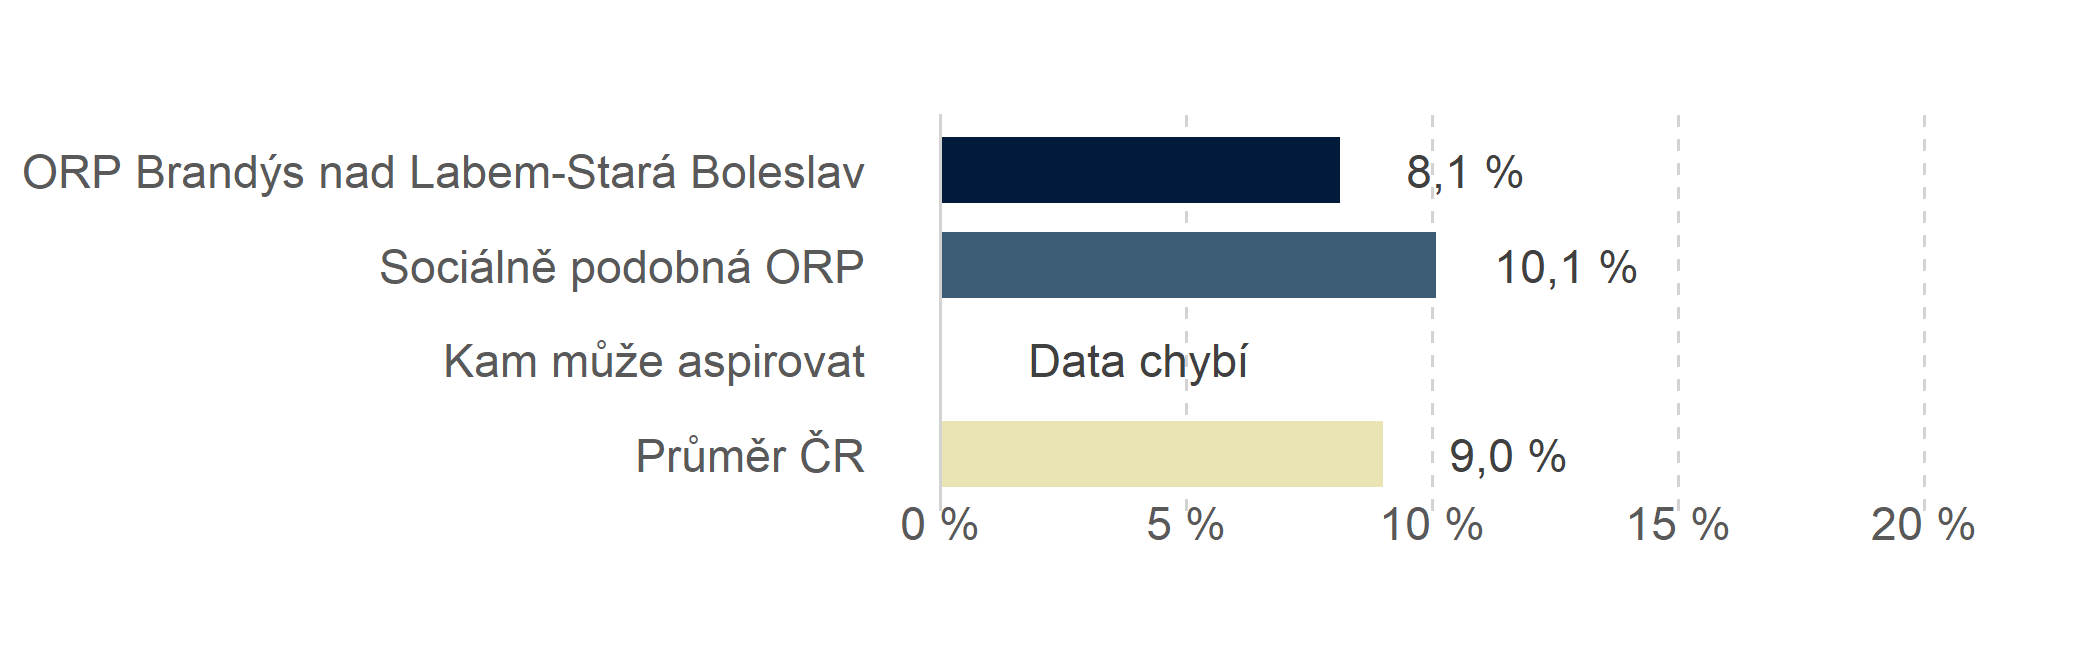 ORP Brandýs nad Labem-Stará Boleslav
8,1 %
Sociálně podobná ORP
10,1 %
Kam může aspirovat
Data chybí
Průměr ČR
9,0 %
0 % 5 % 10 % 15 % 20 %